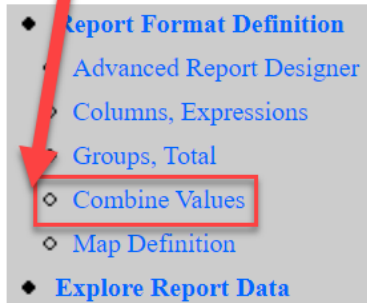 Report Format Definition
Advanced Report Designer
Columns, Expressions
Groups, Total
Combine Values
Map Definition
Explore Report Data